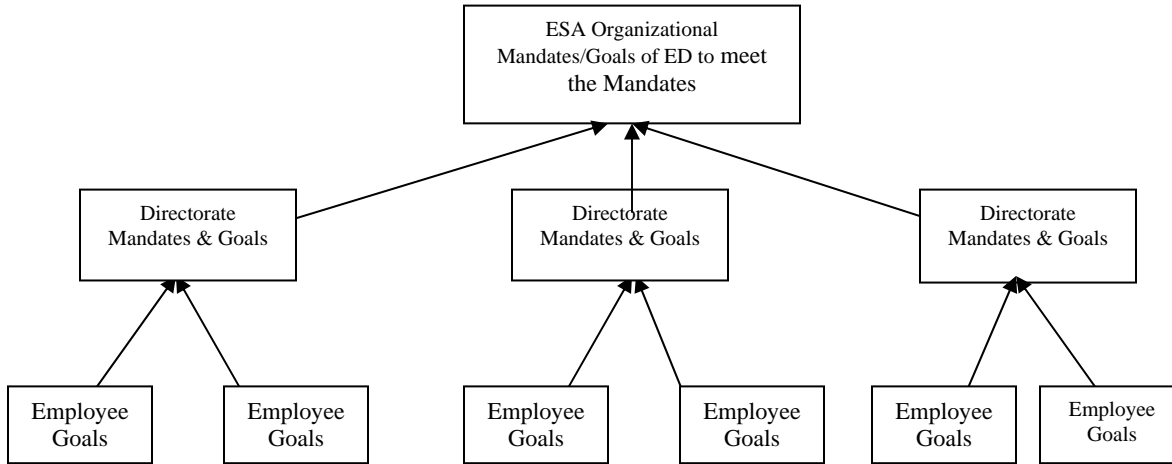 ESA Organizational
Mandates/Goals of ED to meet
the Mandates
Directorate
Mandates & Goals
Directorate
Mandates & Goals
Directorate
Mandates & Goals
Employee
Goals
Employee
Goals
Employee
Goals
Employee
Goals
Employee
Goals
Employee
Goals